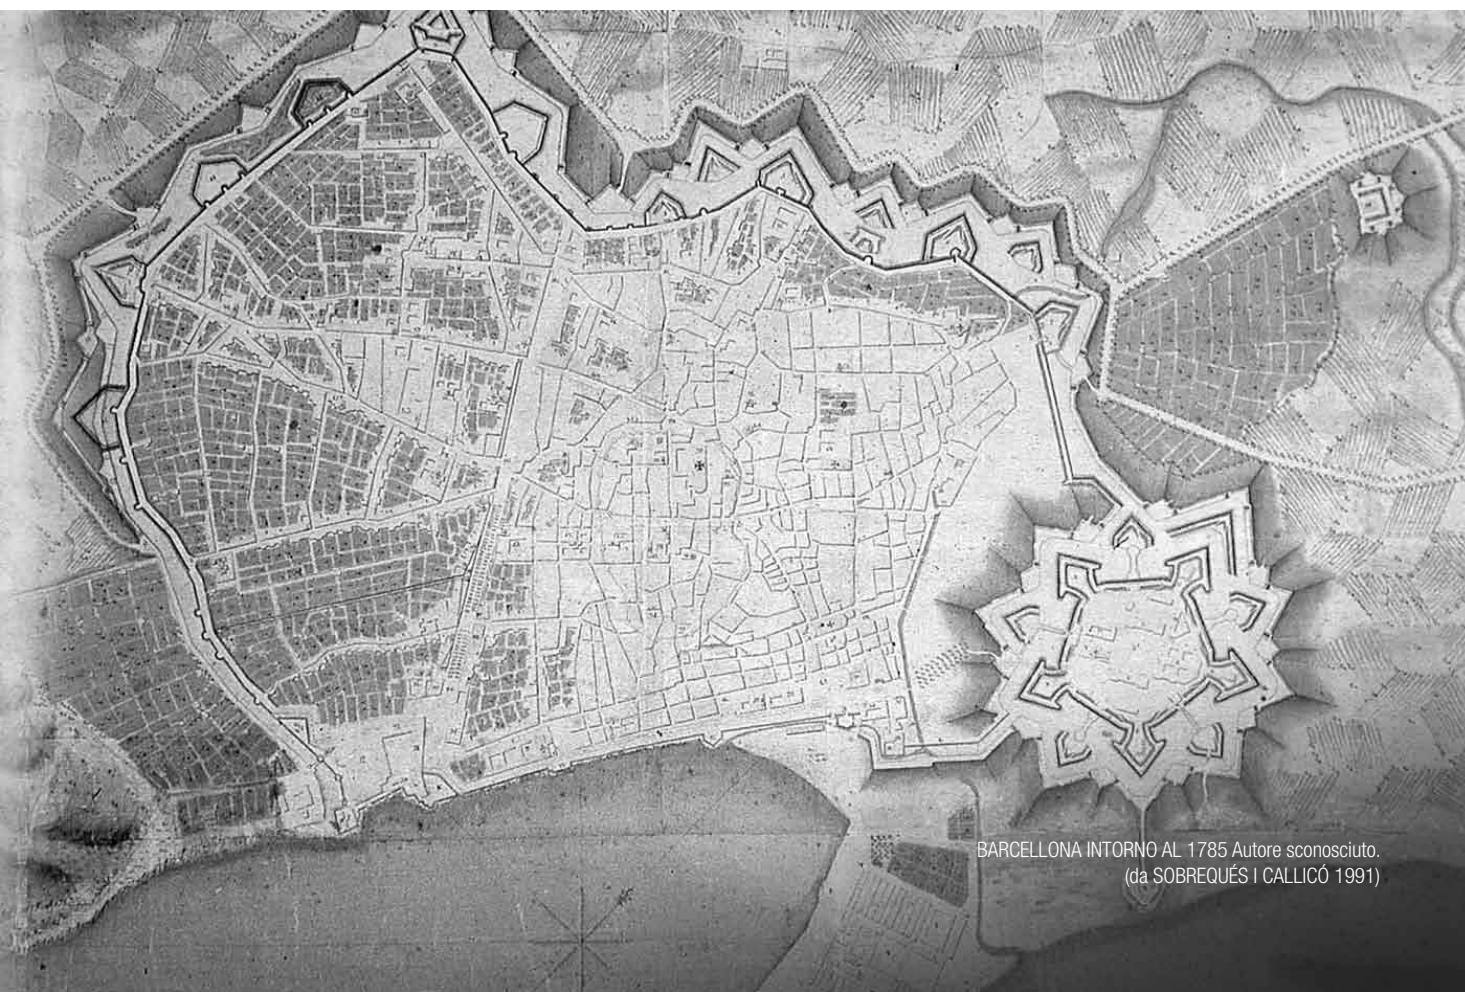 BARCELLONA INTORNO AL 1785 Autore sconosciuto.
(da SOBREQUÉS I CALLICÓ 1991)